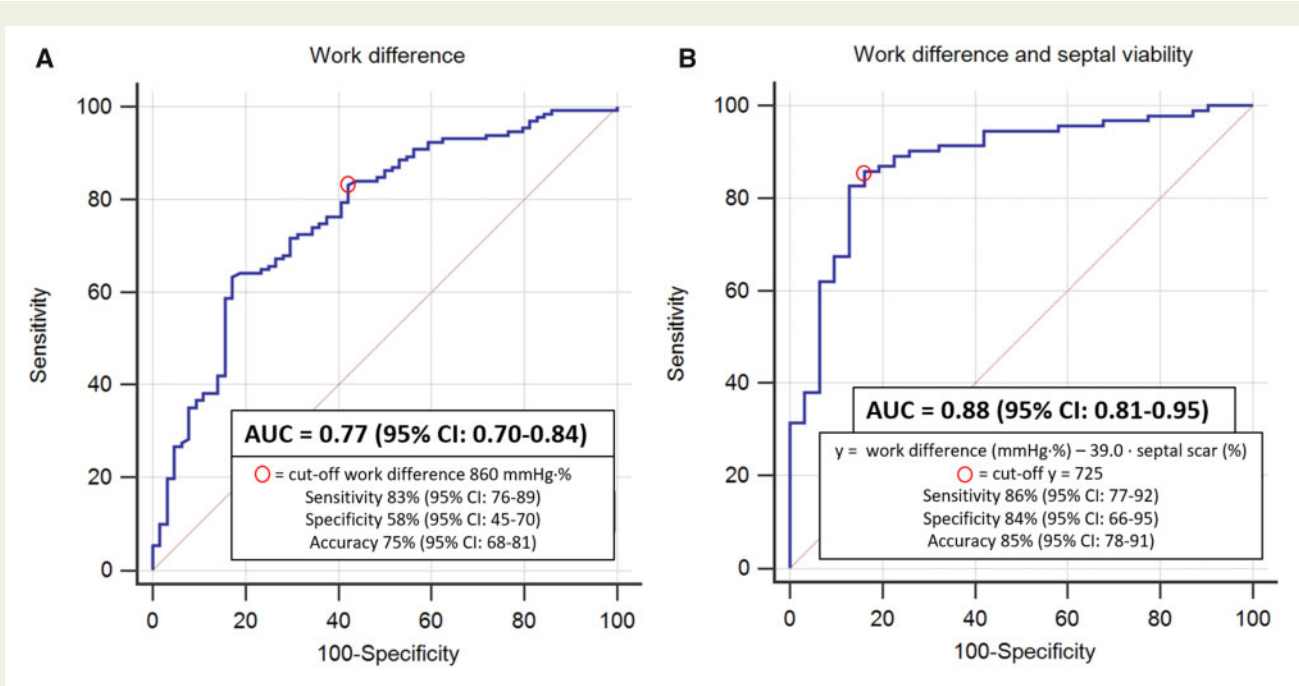 A
Work difference
100
80
60
40
20
0
Sensitivity
AUC = 0.77 (95% CI: 0.70-0.84)
= cut-off work difference 860 mmHg·%
Sensitivity 83% (95% CI: 76-89)
Specificity 58% (95% CI: 45-70)
Accuracy 75% (95% CI: 68-81)
0 20 40 60 80 100
100-Specificity
B
Work difference and septal viability
100
80
60
40
20
0
Sensitivity
AUC = 0.88 (95% CI: 0.81-0.95)
y = work difference (mmHg·%) – 39.0 · septal scar (%)
= cut-off y = 725
Sensitivity 86% (95% CI: 77-92)
Specificity 84% (95% CI: 66-95)
Accuracy 85% (95% CI: 78-91)
0 20 40 60 80 100
100-Specificity